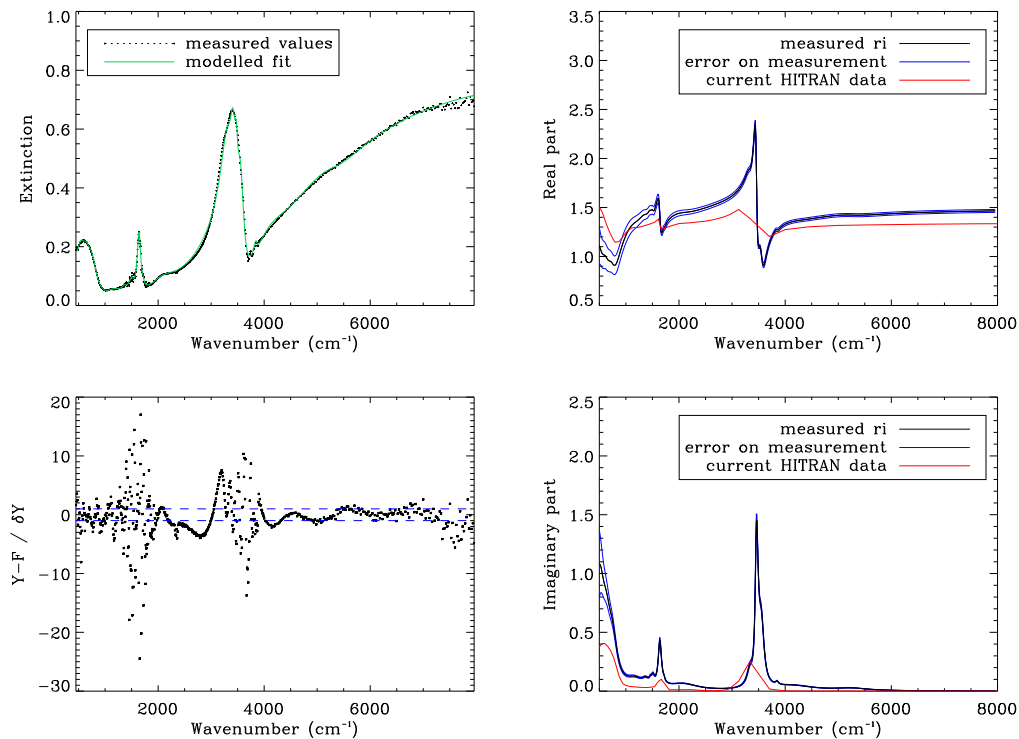 1.0
0.8
0.6
0.4
0.2
0.0
Extinction
measured values
modelled fit
2000 4000 6000
Wavenumber (cm⁻¹)
3.5
3.0
2.5
2.0
1.5
1.0
0.5
Real part
measured ri
error on measurement
current HITRAN data
2000 4000 6000 8000
Wavenumber (cm⁻¹)
20
10
0
−10
−20
−30
Y−F / δY
2000 4000 6000
Wavenumber (cm⁻¹)
2.5
2.0
1.5
1.0
0.5
0.0
Imaginary part
measured ri
error on measurement
current HITRAN data
2000 4000 6000 8000
Wavenumber (cm⁻¹)